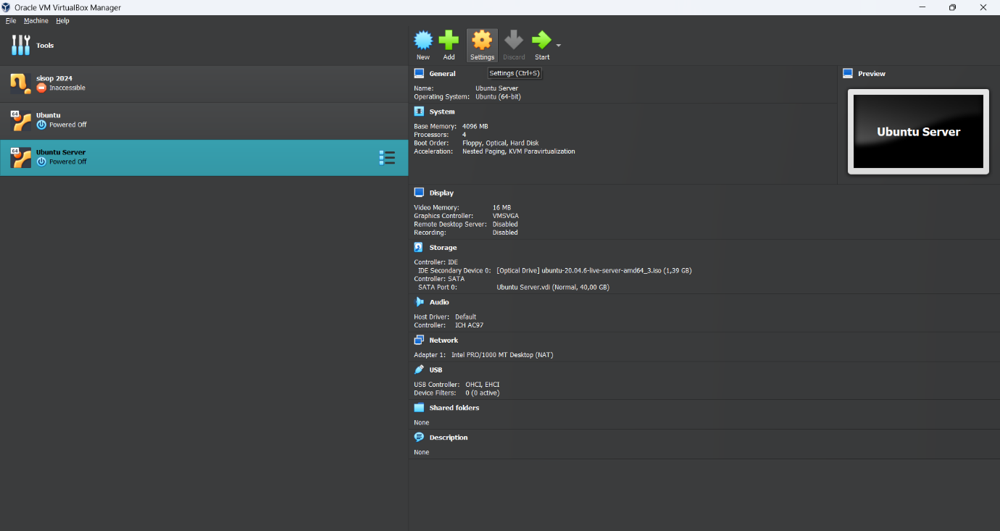 Oracle VM VirtualBox Manager
File Machine Help
Tools
sisop 2024
Inaccessible
64
Ubuntu
Powered Off
64
Ubuntu Server
Powered Off
New Add Settings Discard Start
Settings (Ctrl+S)
General
Name: Ubuntu Server
Operating System: Ubuntu (64-bit)
System
Base Memory: 4096 MB
Processors: 4
Boot Order: Floppy, Optical, Hard Disk
Acceleration: Nested Paging, KVM Paravirtualization
Preview
Ubuntu Server
Display
Video Memory: 16 MB
Graphics Controller: VMSVGA
Remote Desktop Server: Disabled
Recording: Disabled
Storage
Controller: IDE
IDE Secondary Device 0: [Optical Drive] ubuntu-20.04.6-live-server-amd64_3.iso (1,39 GB)
Controller: SATA
SATA Port 0: Ubuntu Server.vdi (Normal, 40,00 GB)
Audio
Host Driver: Default
Controller: ICH AC97
Network
Adapter 1: Intel PRO/1000 MT Desktop (NAT)
USB
USB Controller: OHCI, EHCI
Device Filters: 0 (0 active)
Shared folders
None
Description
None